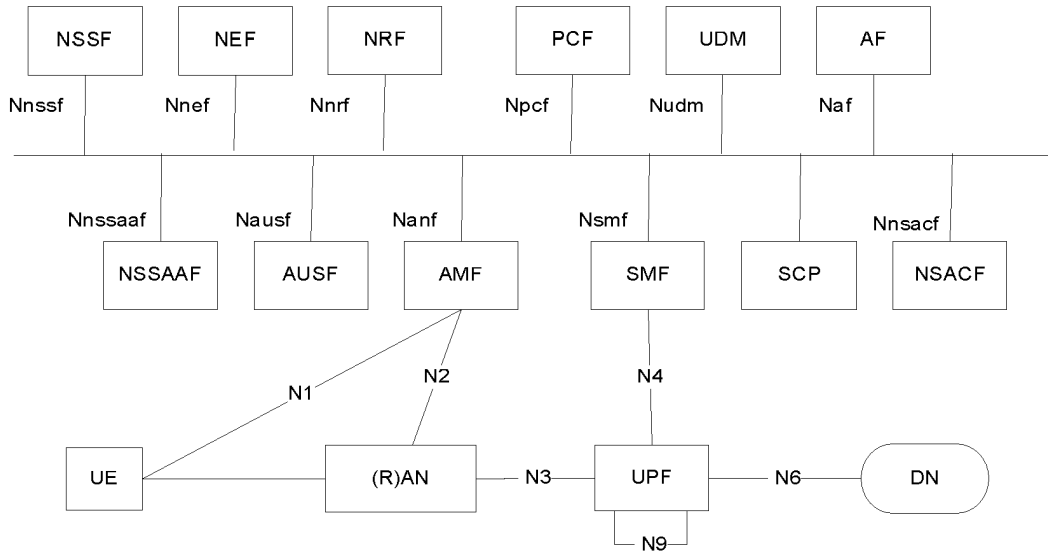 NSSF
NEF
NRF
PCF
UDM
AF
Nnssf
Nnef
Nnrf
Npcf
Nudm
Naf
Nnssaaf
Nausf
Nanf
Nsmf
Nnsacf
NSSAAF
AUSF
AMF
SMF
SCP
NSACF
N1
N2
N4
UE
(R)AN
N3
UPF
N6
DN
N9